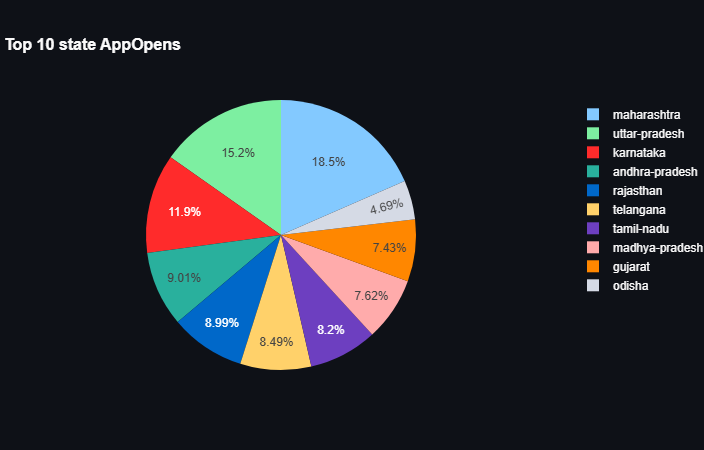 Top 10 state AppOpens
18.5%
15.2%
11.9%
9.01%
8.99%
8.49%
8.2%
7.62%
7.43%
4.69%
maharashtra
uttar-pradesh
karnataka
andhra-pradesh
rajasthan
telangana
tamil-nadu
madhya-pradesh
gujarat
odisha